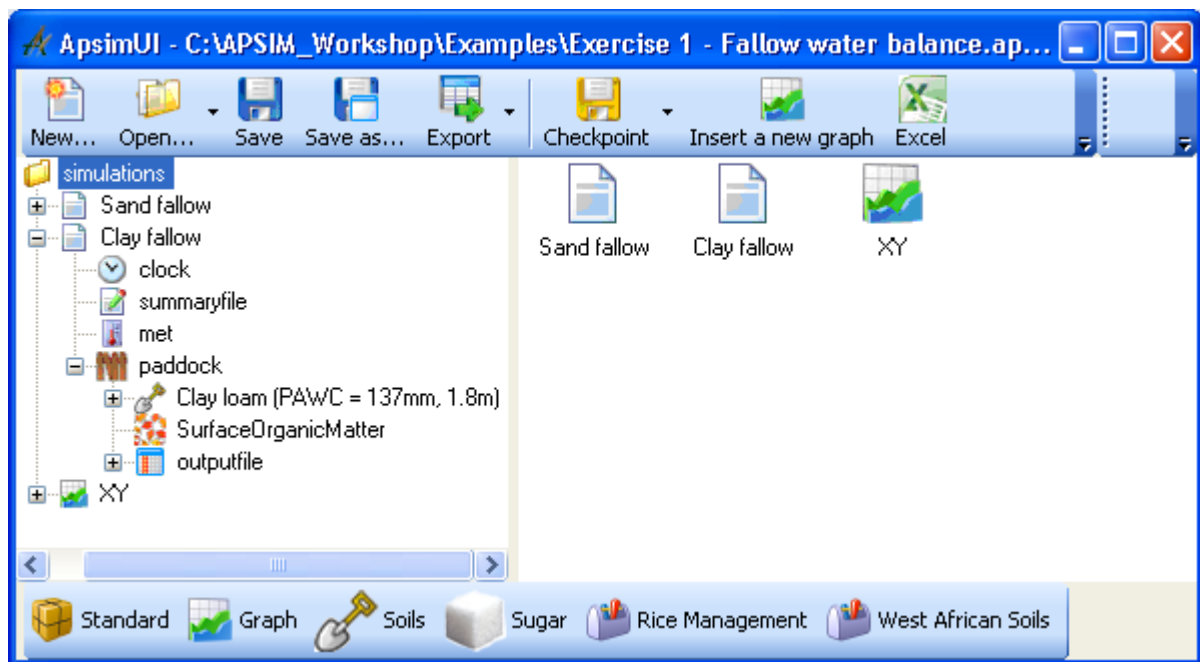 ApsimUI - C:\APSIM_Workshop\Examples\Exercise 1 - Fallow water balance.ap...
New... Open... Save Save as... Export Checkpoint Insert a new graph Excel
simulations
Sand fallow
Clay fallow
clock
summaryfile
met
paddock
Clay loam (PAWC = 137mm, 1.8m)
SurfaceOrganicMatter
outputfile
XY
Sand fallow Clay fallow XY
Standard Graph Soils Sugar Rice Management West African Soils